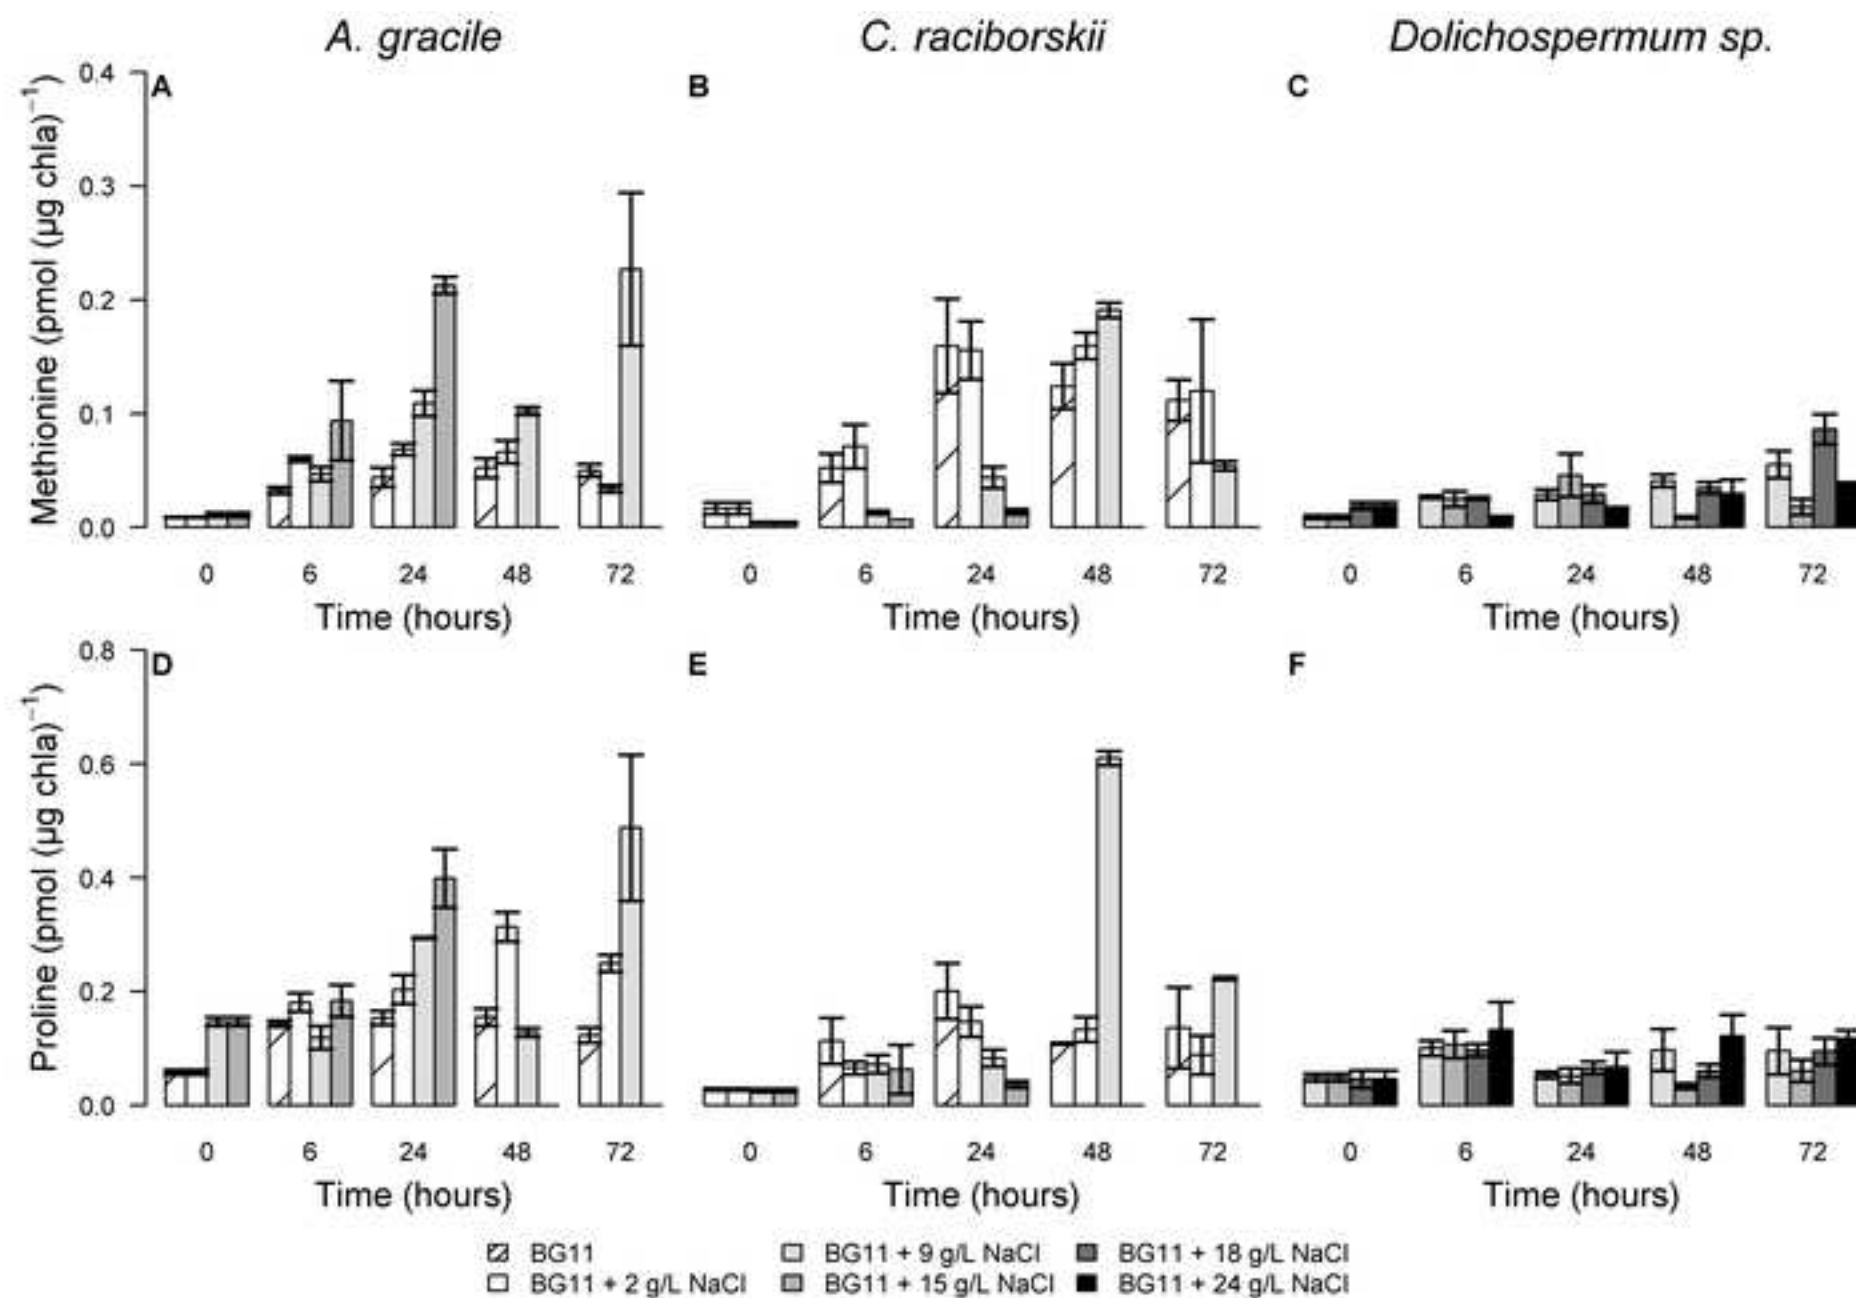 A. gracile C. raciborskii Dolichospermum sp.
A B C
Methionine (pmol (µg chla)⁻¹)
0.4
0.3
0.2
0.1
0.0
0 6 24 48 72 0 6 24 48 72 0 6 24 48 72
Time (hours) Time (hours) Time (hours)
D E F
Proline (pmol (µg chla)⁻¹)
0.8
0.6
0.4
0.2
0.0
0 6 24 48 72 0 6 24 48 72 0 6 24 48 72
Time (hours) Time (hours) Time (hours)
BG11 BG11 + 9 g/L NaCl BG11 + 18 g/L NaCl
BG11 + 2 g/L NaCl BG11 + 15 g/L NaCl BG11 + 24 g/L NaCl